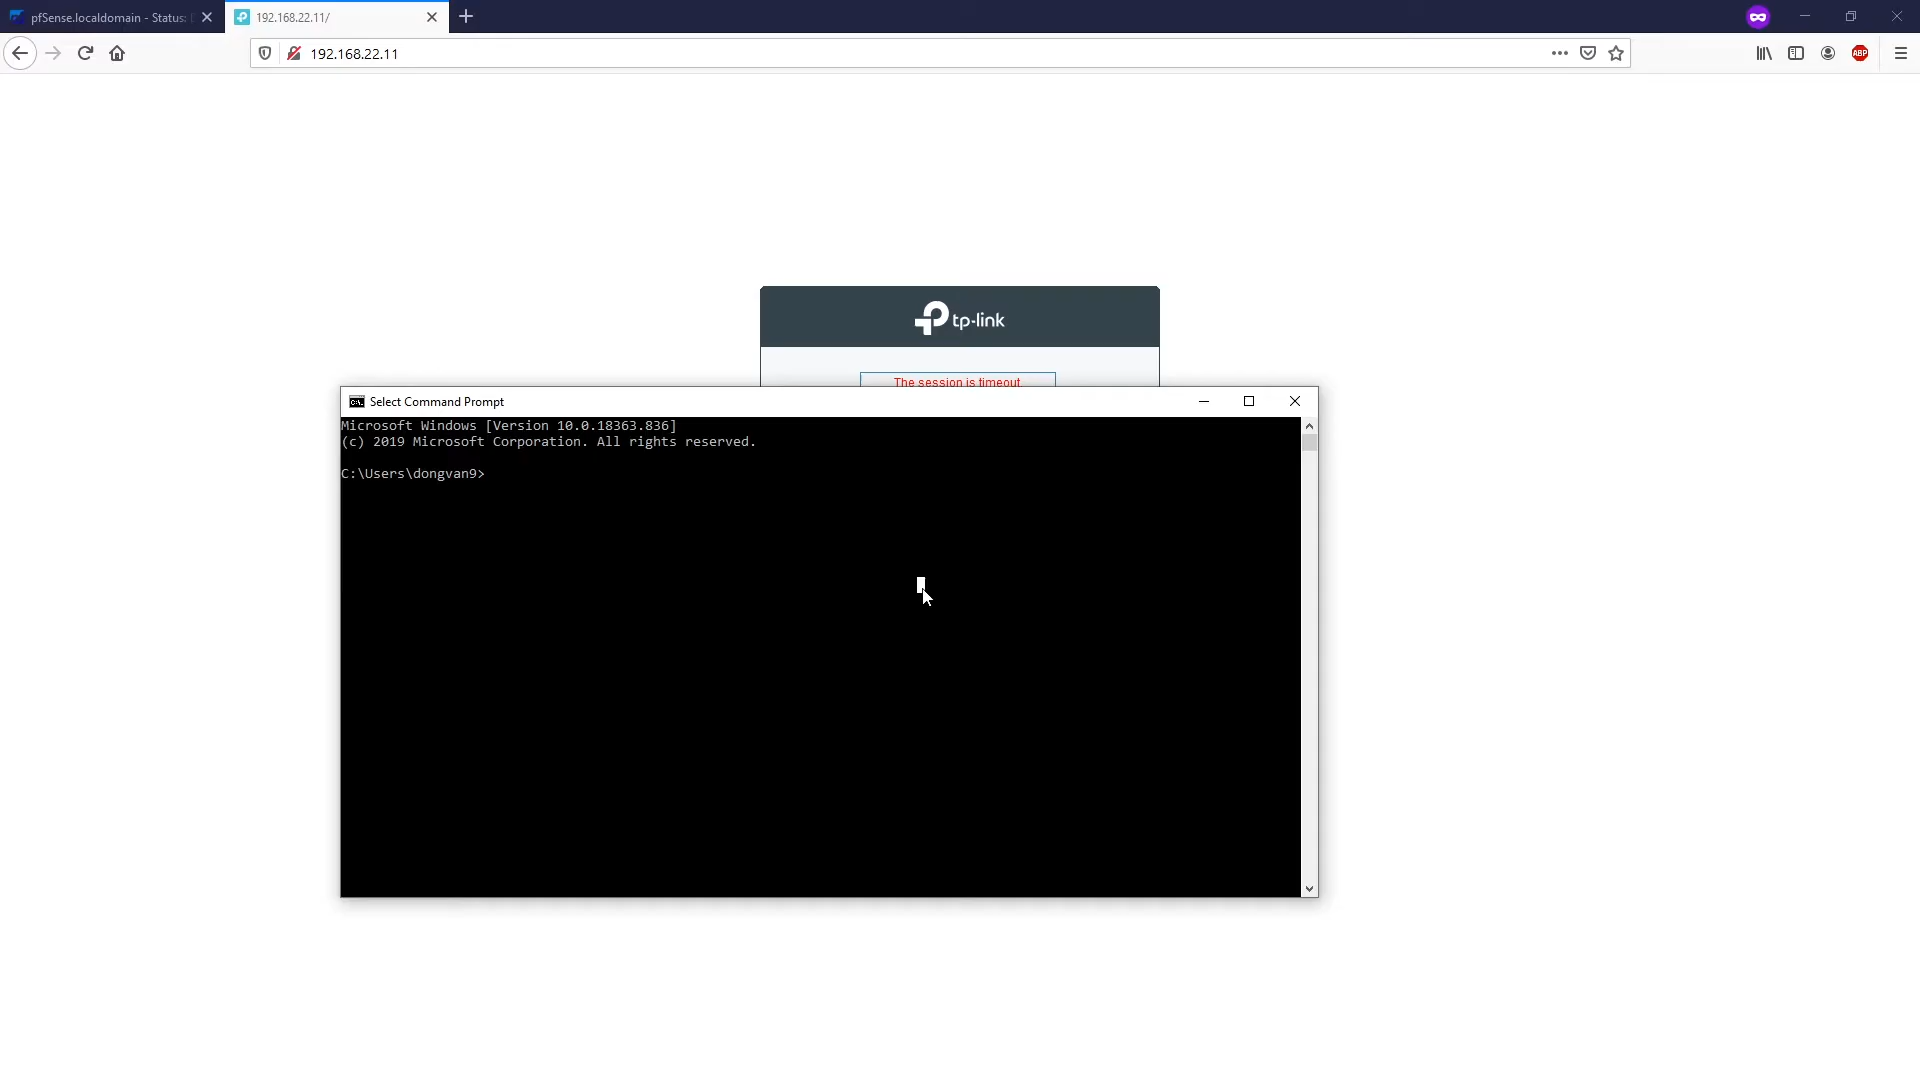 pfSense.localdomain - Status:
192.168.22.11/
192.168.22.11
ABP
tp-link
The session is timeout
Select Command Prompt
Microsoft Windows [Version 10.0.18363.836]
(c) 2019 Microsoft Corporation. All rights reserved.
C:\Users\dongvan9>